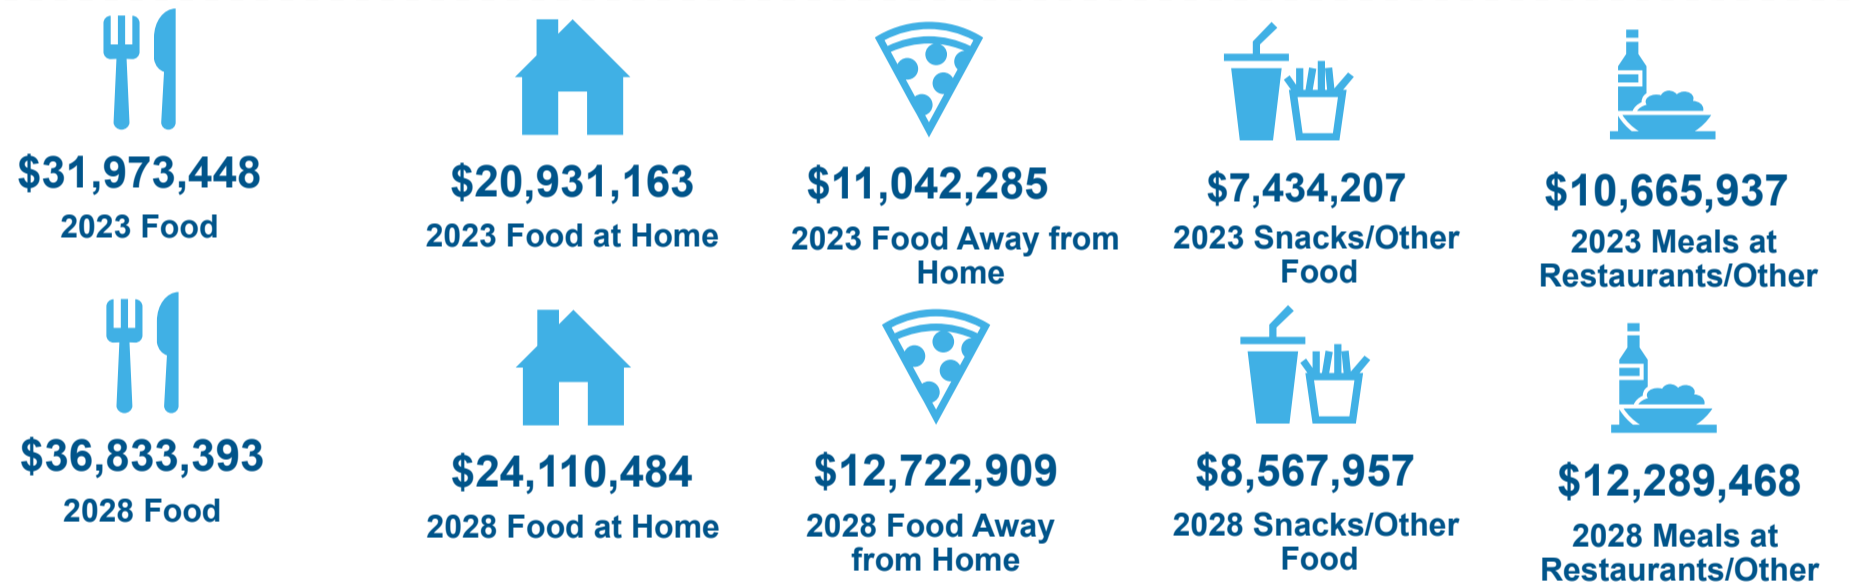 $31,973,448
2023 Food
$20,931,163
2023 Food at Home
$11,042,285
2023 Food Away from
Home
$7,434,207
2023 Snacks/Other
Food
$10,665,937
2023 Meals at
Restaurants/Other
$36,833,393
2028 Food
$24,110,484
2028 Food at Home
$12,722,909
2028 Food Away
from Home
$8,567,957
2028 Snacks/Other
Food
$12,289,468
2028 Meals at
Restaurants/Other